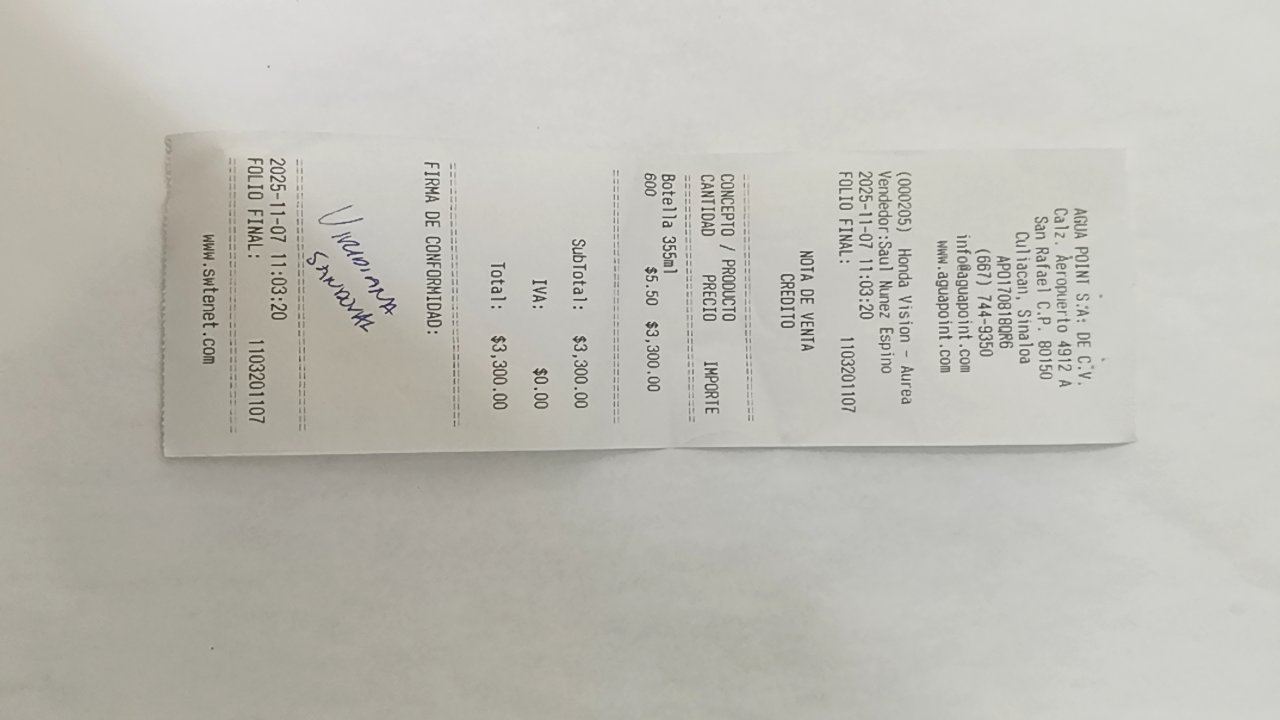 AGUA POINT S.A. DE C.V.
Calz. Aeropuerto 4912 A
San Rafael C.P. 80150
Culiacan, Sinaloa
APO170818QR6
(667) 744-9350
info@aguapoint.com
www.aguapoint.com
(000205) Honda Vision - Aurea
Vendedor:Saul Nunez Espino
2025-11-07 11:03:20
FOLIO FINAL: 1103201107
NOTA DE VENTA
CREDITO
CONCEPTO / PRODUCTO
CANTIDAD PRECIO IMPORTE
Botella 355ml
600 $5.50 $3,300.00
SubTotal: $3,300.00
IVA: $0.00
Total: $3,300.00
FIRMA DE CONFORMIDAD:
VIRIDIANA
SANDOVAL
2025-11-07 11:03:20
FOLIO FINAL: 1103201107
www.swtenet.com